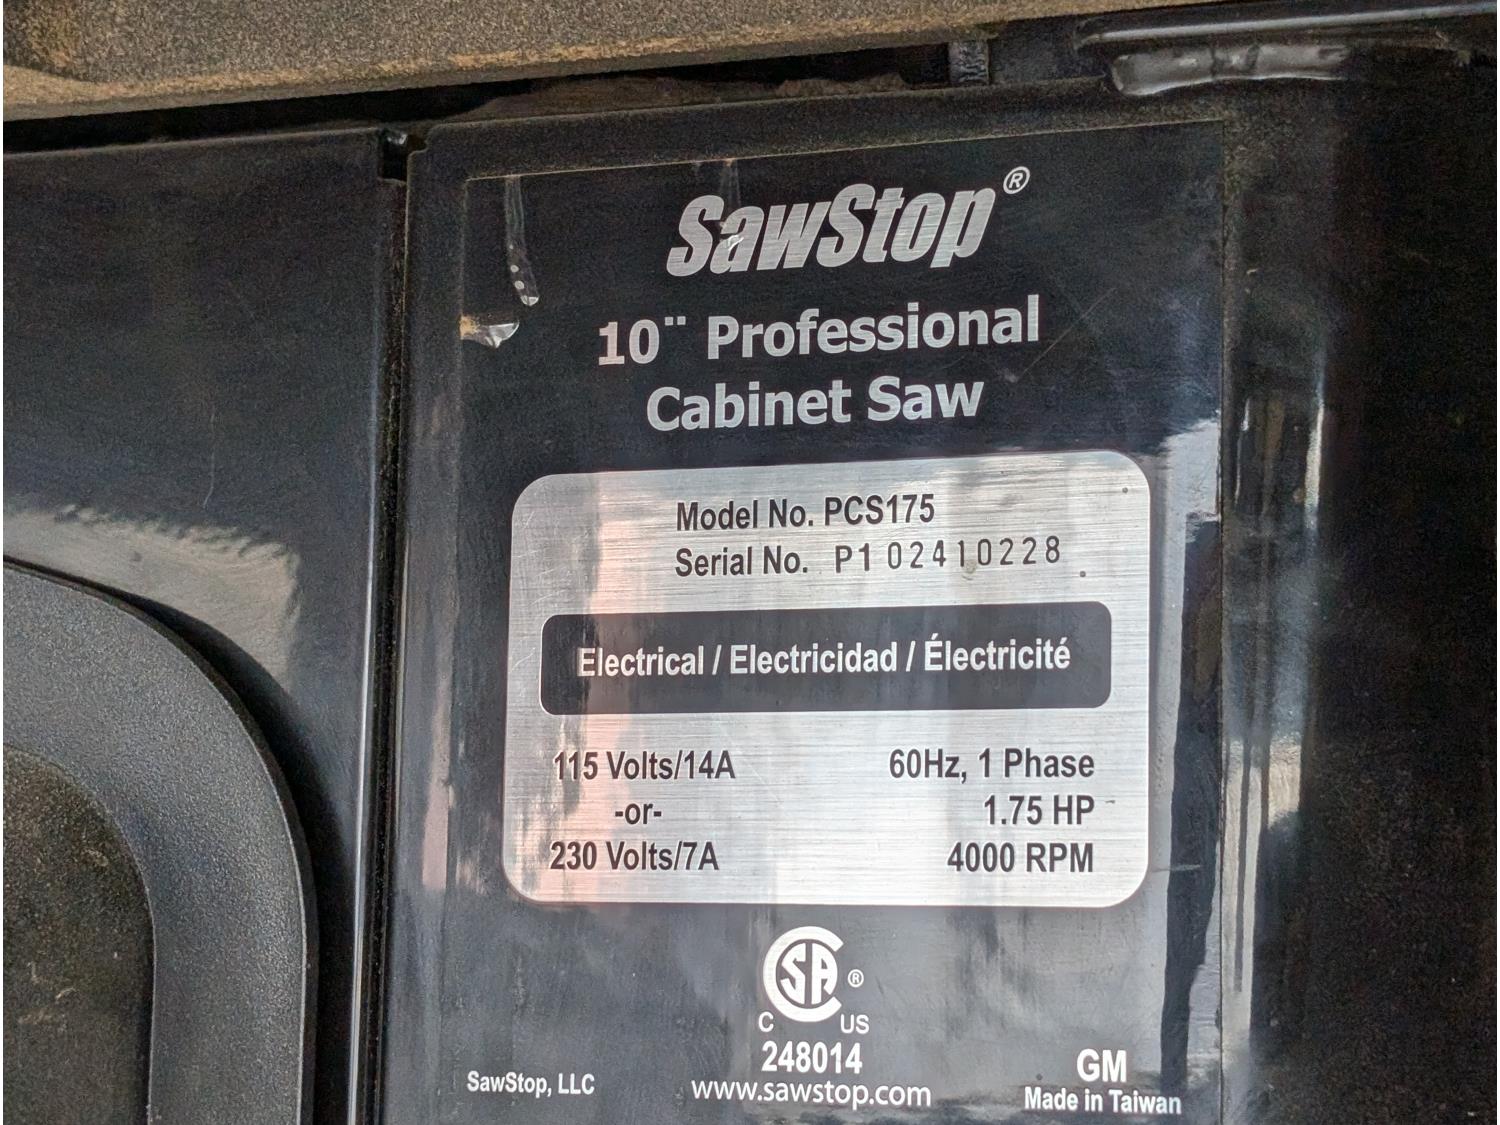 SawStop®
10¨ Professional
Cabinet Saw
Model No. PCS175
Serial No. P102410228
Electrical / Electricidad / Électricité
115 Volts/14A 60Hz, 1 Phase
-or- 1.75 HP
230 Volts/7A 4000 RPM
SA ®
C US
248014
GM
SawStop, LLC www.sawstop.com Made in Taiwan